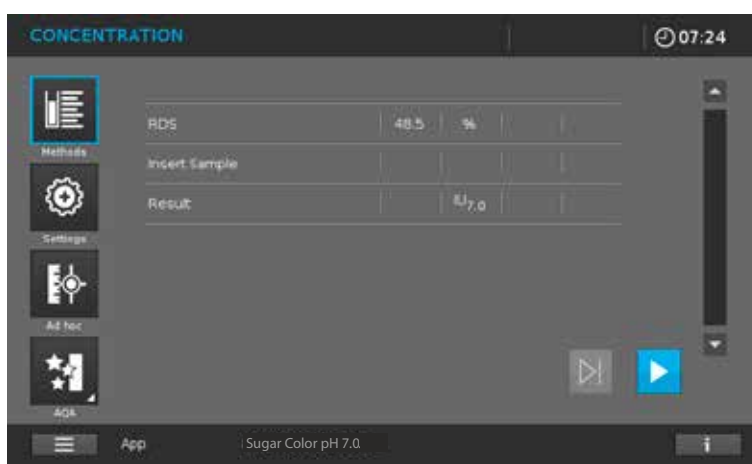 CONCENTRATION 07:24
Methods
Settings
Ad hoc
AQA
RDS 48.5 %
Insert Sample
Result IU7.0
App Sugar Color pH 7.0
i